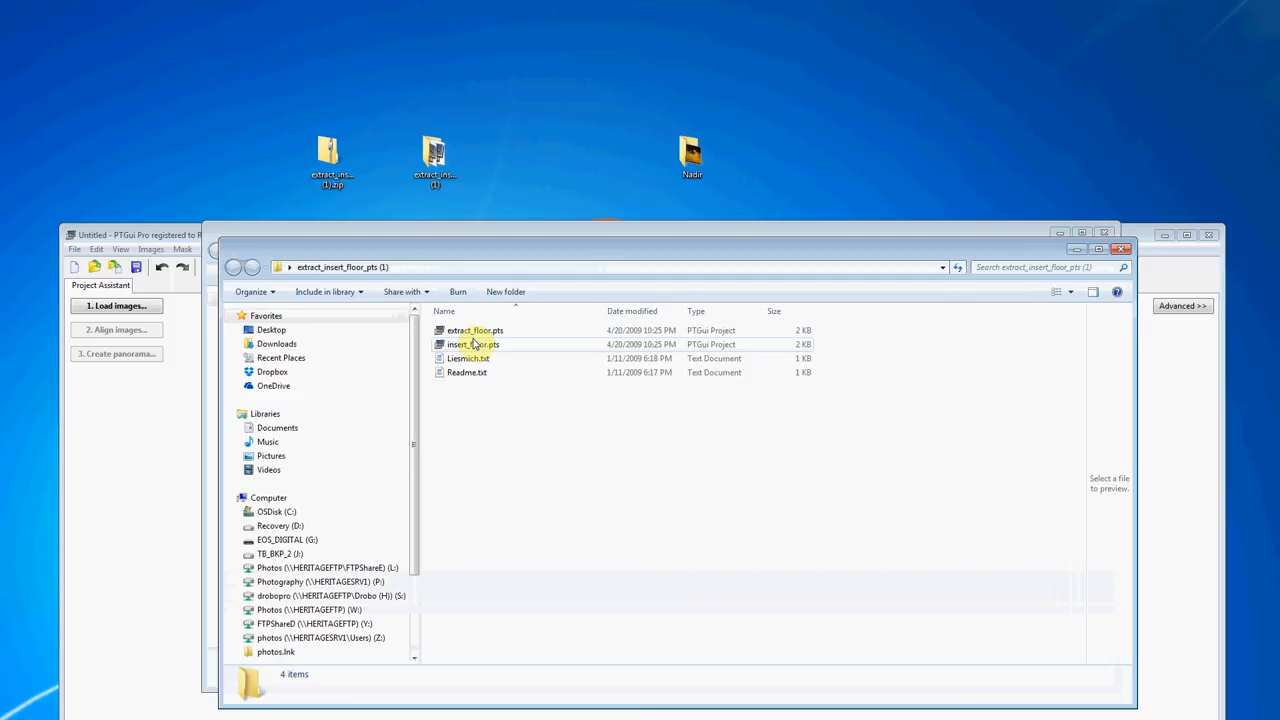 extract_ins...
(1).zip
extract_ins...
(1)
Nadir
Untitled - PTGui Pro registered to R
File Edit View Images Mask
Project Assistant
1. Load images...
2. Align images...
3. Create panorama...
Advanced >>
extract_insert_floor_pts (1)
Search extract_insert_floor_pts (1)
Organize Include in library Share with Burn New folder
Name Date modified Type Size
extract_floor.pts 4/20/2009 10:25 PM PTGui Project 2 KB
insert_floor.pts 4/20/2009 10:25 PM PTGui Project 2 KB
Liesmich.txt 1/11/2009 6:18 PM Text Document 1 KB
Readme.txt 1/11/2009 6:17 PM Text Document 1 KB
Favorites
Desktop
Downloads
Recent Places
Dropbox
OneDrive
Libraries
Documents
Music
Pictures
Videos
Computer
OSDisk (C:)
Recovery (D:)
EOS_DIGITAL (G:)
TB_BKP_2 (J:)
Photos (\\HERITAGEFTP\FTPShareE) (L:)
Photography (\\HERITAGESRV1) (P:)
drobopro (\\HERITAGEFTP\Drobo (H)) (S:)
Photos (\\HERITAGEFTP) (W:)
FTPShareD (\\HERITAGEFTP) (Y:)
photos (\\HERITAGESRV1\Users) (Z:)
photos.lnk
Select a file
to preview.
4 items